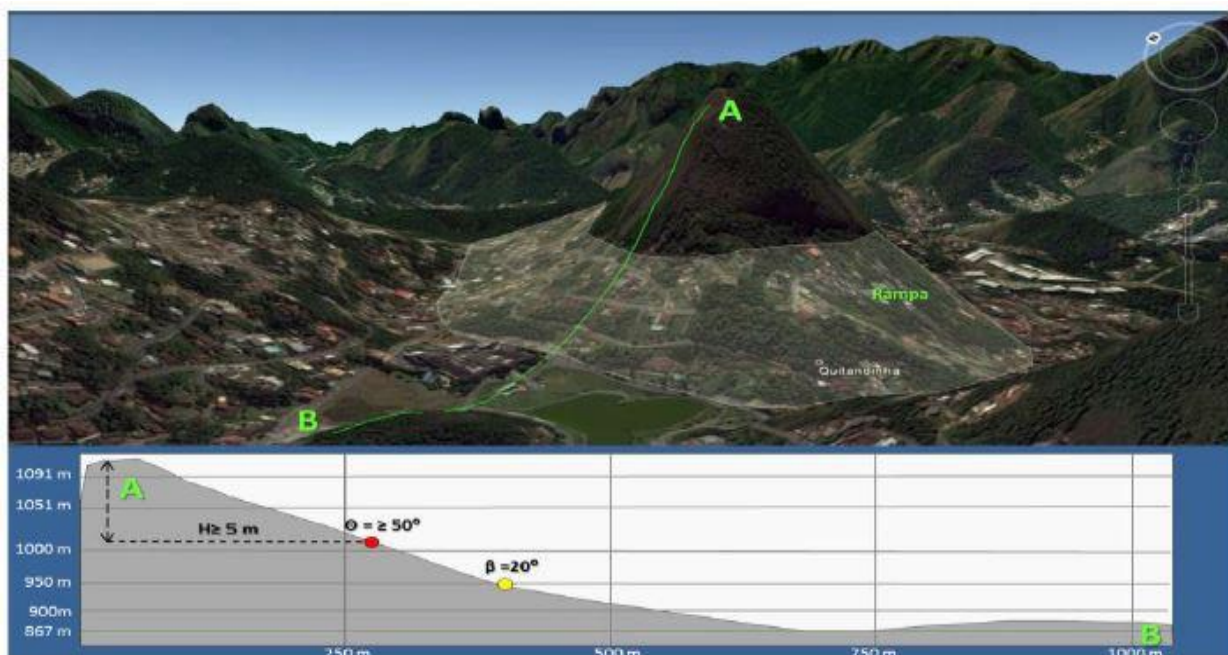 A
Rampa
Quitandinha
B
1091 m
1051 m
1000 m
950 m
900m
867 m
A
H≥ 5 m
Θ = ≥ 50°
β =20°
B
250 m
500 m
750 m
1000 m